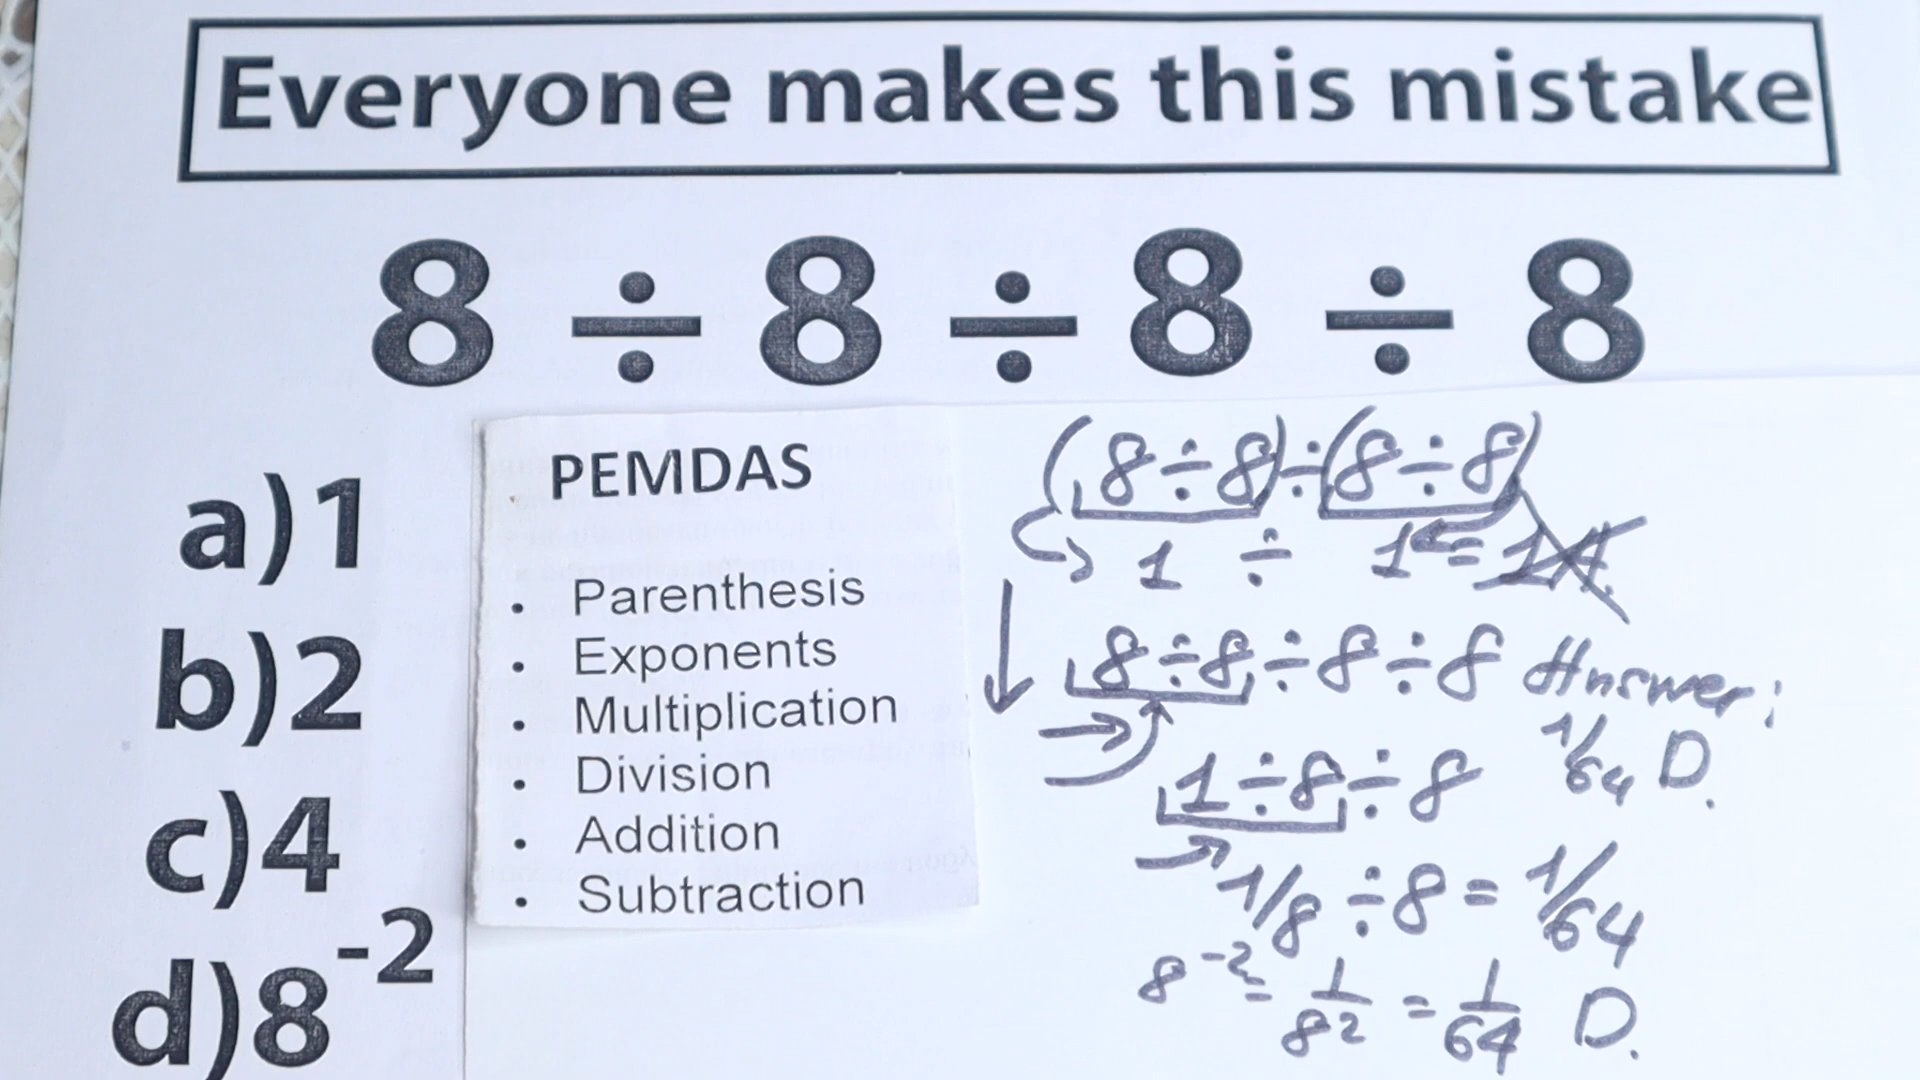 Everyone makes this mistake
8 ÷ 8 ÷ 8 ÷ 8
a)1
b)2
c)4
d)8⁻²
PEMDAS
• Parenthesis
• Exponents
• Multiplication
• Division
• Addition
• Subtraction
(8÷8)÷(8÷8)
1 ÷ 1 = 1
8÷8÷8÷8
1÷8÷8
1/8 ÷8 = 1/64
8⁻² = 1/8² = 1/64 D.
Answer:
1/64 D.